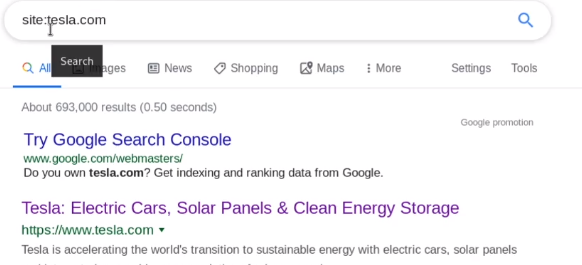 site:tesla.com
Search
All Images News Shopping Maps More Settings Tools
About 693,000 results (0.50 seconds)
Google promotion
Try Google Search Console
www.google.com/webmasters/
Do you own tesla.com? Get indexing and ranking data from Google.
Tesla: Electric Cars, Solar Panels & Clean Energy Storage
https://www.tesla.com
Tesla is accelerating the world's transition to sustainable energy with electric cars, solar panels